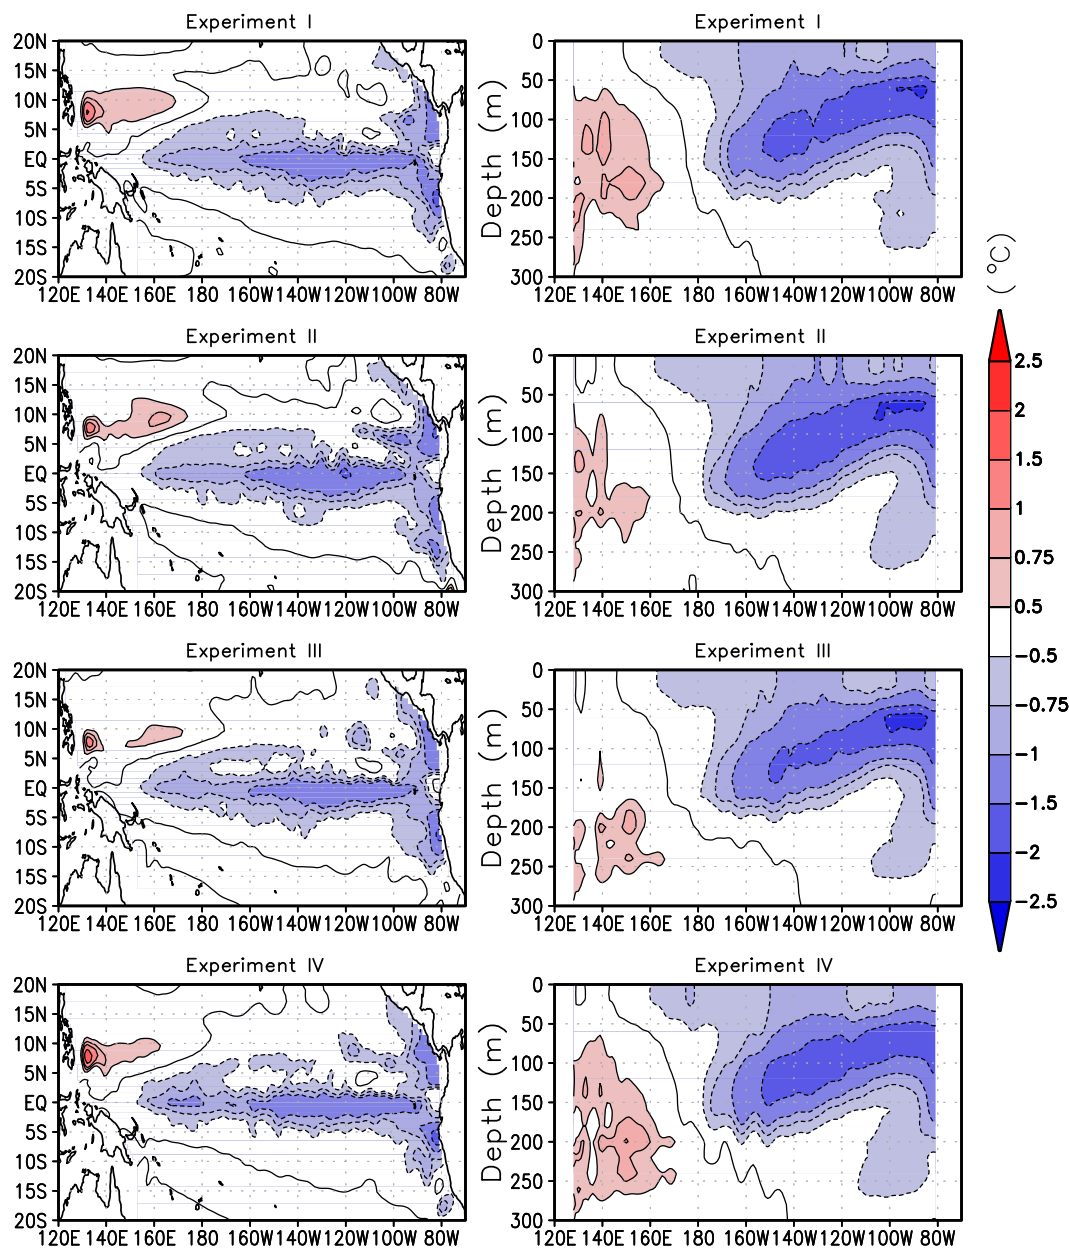 Experiment I
20N
15N
10N
5N
EQ
5S
10S
15S
20S
120E 140E 160E 180 160W 140W 120W 100W 80W
Experiment I
Depth (m)
0
50
100
150
200
250
300
120E 140E 160E 180 160W 140W 120W 100W 80W
Experiment II
20N
15N
10N
5N
EQ
5S
10S
15S
20S
120E 140E 160E 180 160W 140W 120W 100W 80W
Experiment II
Depth (m)
0
50
100
150
200
250
300
120E 140E 160E 180 160W 140W 120W 100W 80W
Experiment III
20N
15N
10N
5N
EQ
5S
10S
15S
20S
120E 140E 160E 180 160W 140W 120W 100W 80W
Experiment III
Depth (m)
0
50
100
150
200
250
300
120E 140E 160E 180 160W 140W 120W 100W 80W
Experiment IV
20N
15N
10N
5N
EQ
5S
10S
15S
20S
120E 140E 160E 180 160W 140W 120W 100W 80W
Experiment IV
Depth (m)
0
50
100
150
200
250
300
120E 140E 160E 180 160W 140W 120W 100W 80W
(°C)
2.5
2
1.5
1
0.75
0.5
−0.5
−0.75
−1
−1.5
−2
−2.5